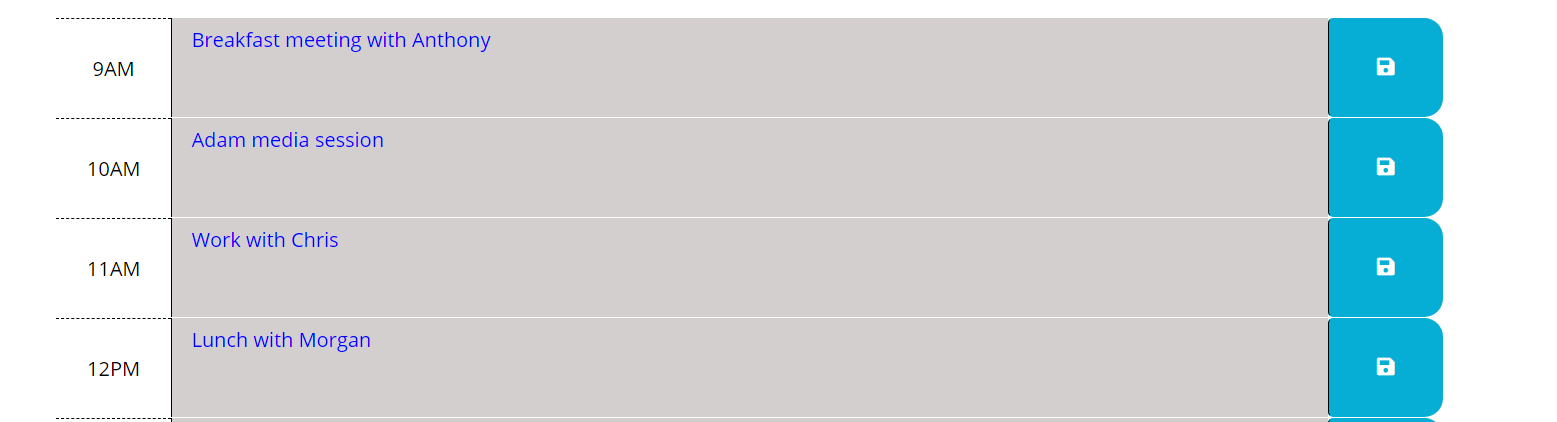 9AM
Breakfast meeting with Anthony
10AM
Adam media session
11AM
Work with Chris
12PM
Lunch with Morgan